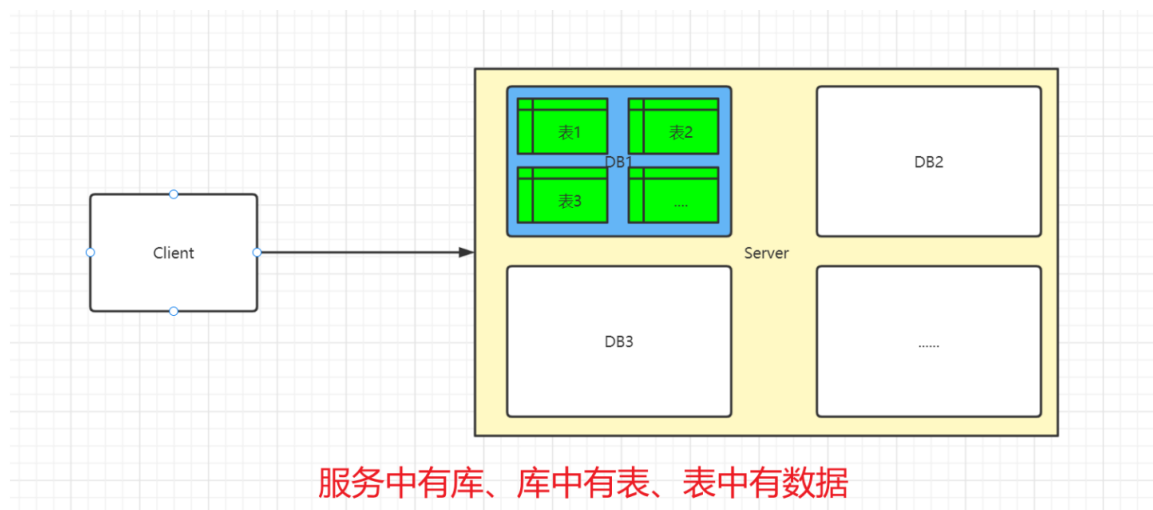 表1
表2
DB1
表3
....
DB2
Client
Server
DB3
......
服务中有库、库中有表、表中有数据